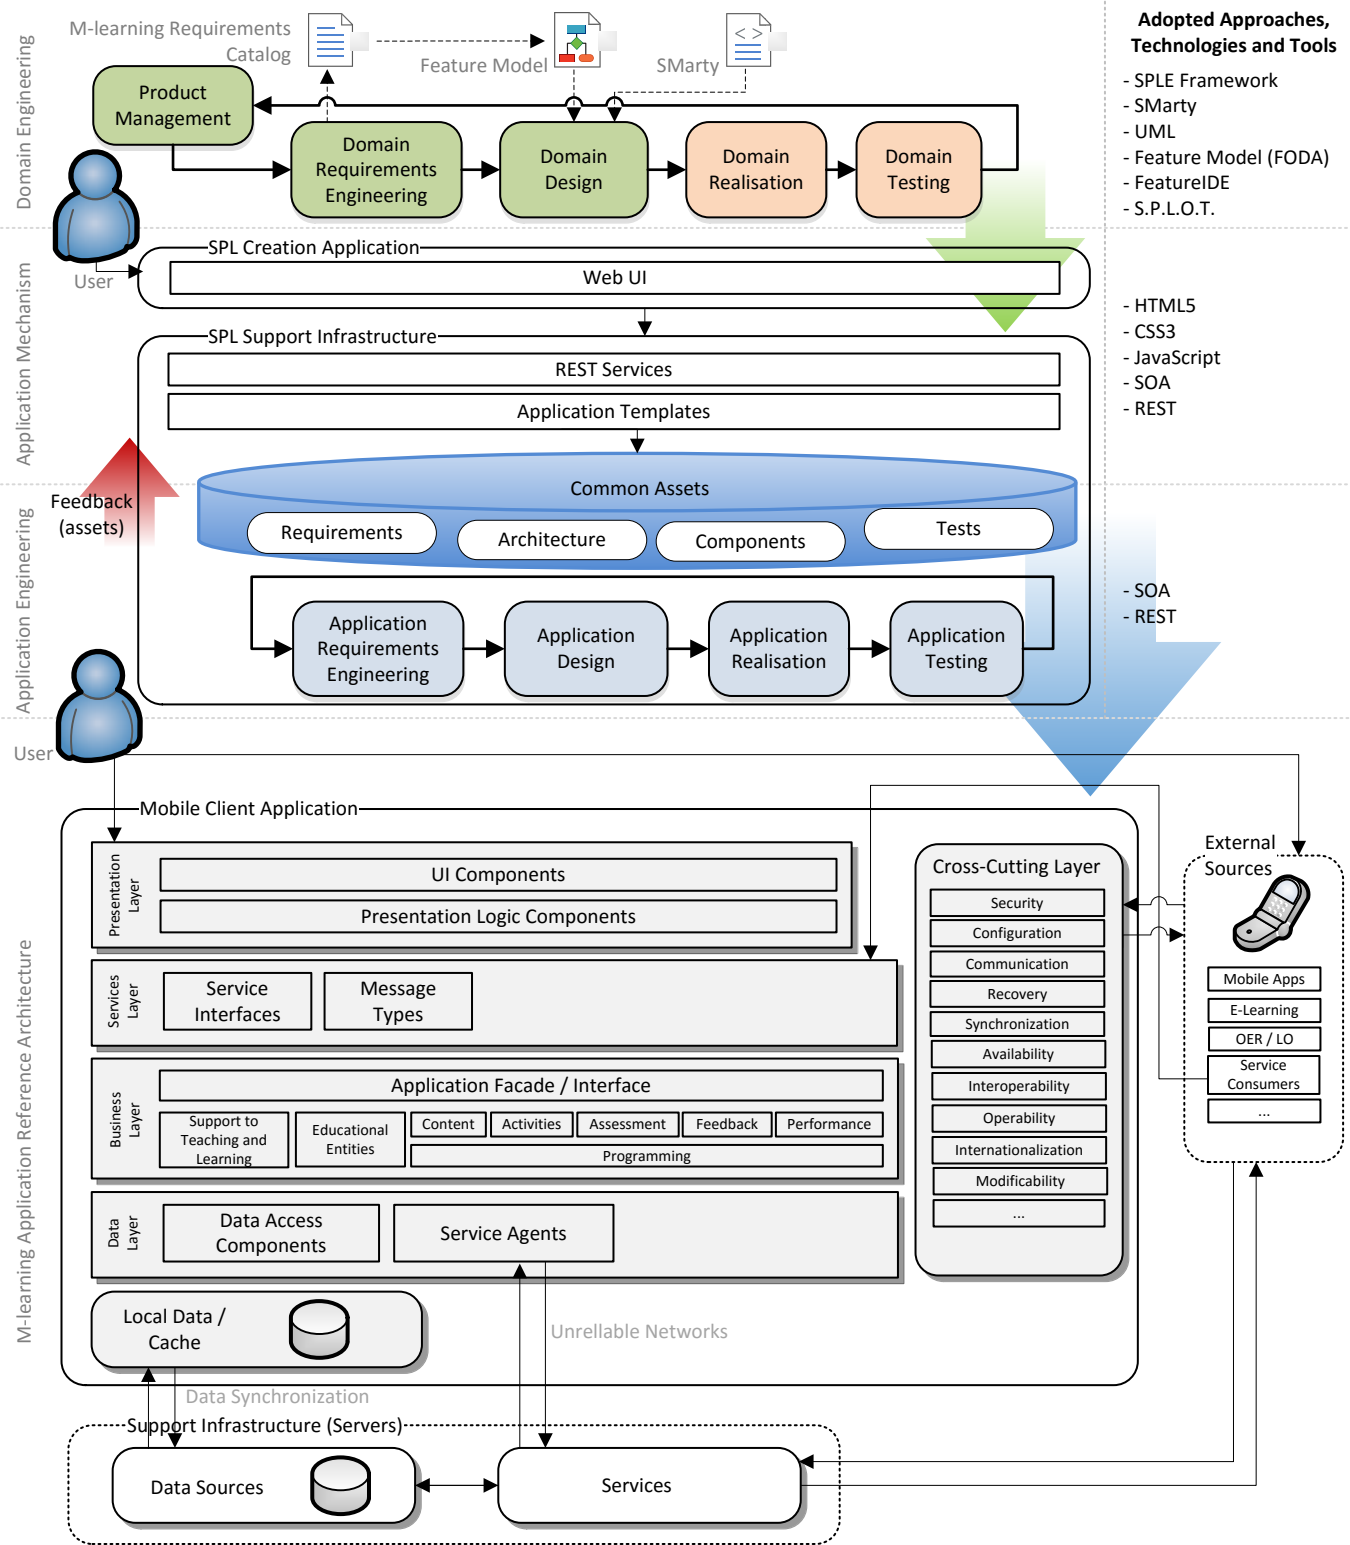 M-learning Requirements
Catalog
Feature Model
SMarty
Adopted Approaches,
Technologies and Tools
Domain Engineering
Product
Management
Domain
Requirements
Engineering
Domain
Design
Domain
Realisation
Domain
Testing
- SPLE Framework
- SMarty
- UML
- Feature Model (FODA)
- FeatureIDE
- S.P.L.O.T.
User
Application Mechanism
SPL Creation Application
Web UI
SPL Support Infrastructure
REST Services
Application Templates
- HTML5
- CSS3
- JavaScript
- SOA
- REST
Feedback
(assets)
Application Engineering
Common Assets
Requirements
Architecture
Components
Tests
Application
Requirements
Engineering
Application
Design
Application
Realisation
Application
Testing
- SOA
- REST
User
M-learning Application Reference Architecture
Mobile Client Application
Presentation
Layer
UI Components
Presentation Logic Components
Services
Layer
Service
Interfaces
Message
Types
Business
Layer
Application Facade / Interface
Support to
Teaching and
Learning
Educational
Entities
Content
Activities
Assessment
Feedback
Performance
Programming
Data
Layer
Data Access
Components
Service Agents
Local Data /
Cache
Unrellable Networks
Data Synchronization
Cross-Cutting Layer
Security
Configuration
Communication
Recovery
Synchronization
Availability
Interoperability
Operability
Internationalization
Modificability
...
External
Sources
Mobile Apps
E-Learning
OER / LO
Service
Consumers
...
Support Infrastructure (Servers)
Data Sources
Services